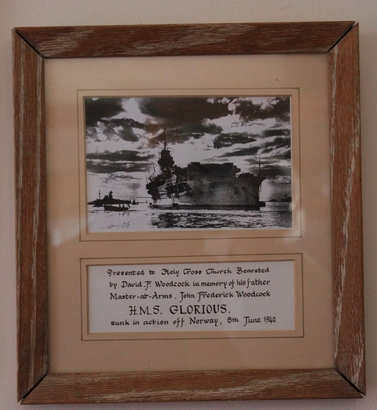 Presented to Holy Cross Church Bearsted
by David F. Woodcock in memory of his father
Master-at-Arms, John Frederick Woodcock
H.M.S. GLORIOUS.
sunk in action off Norway, 8th June 1940